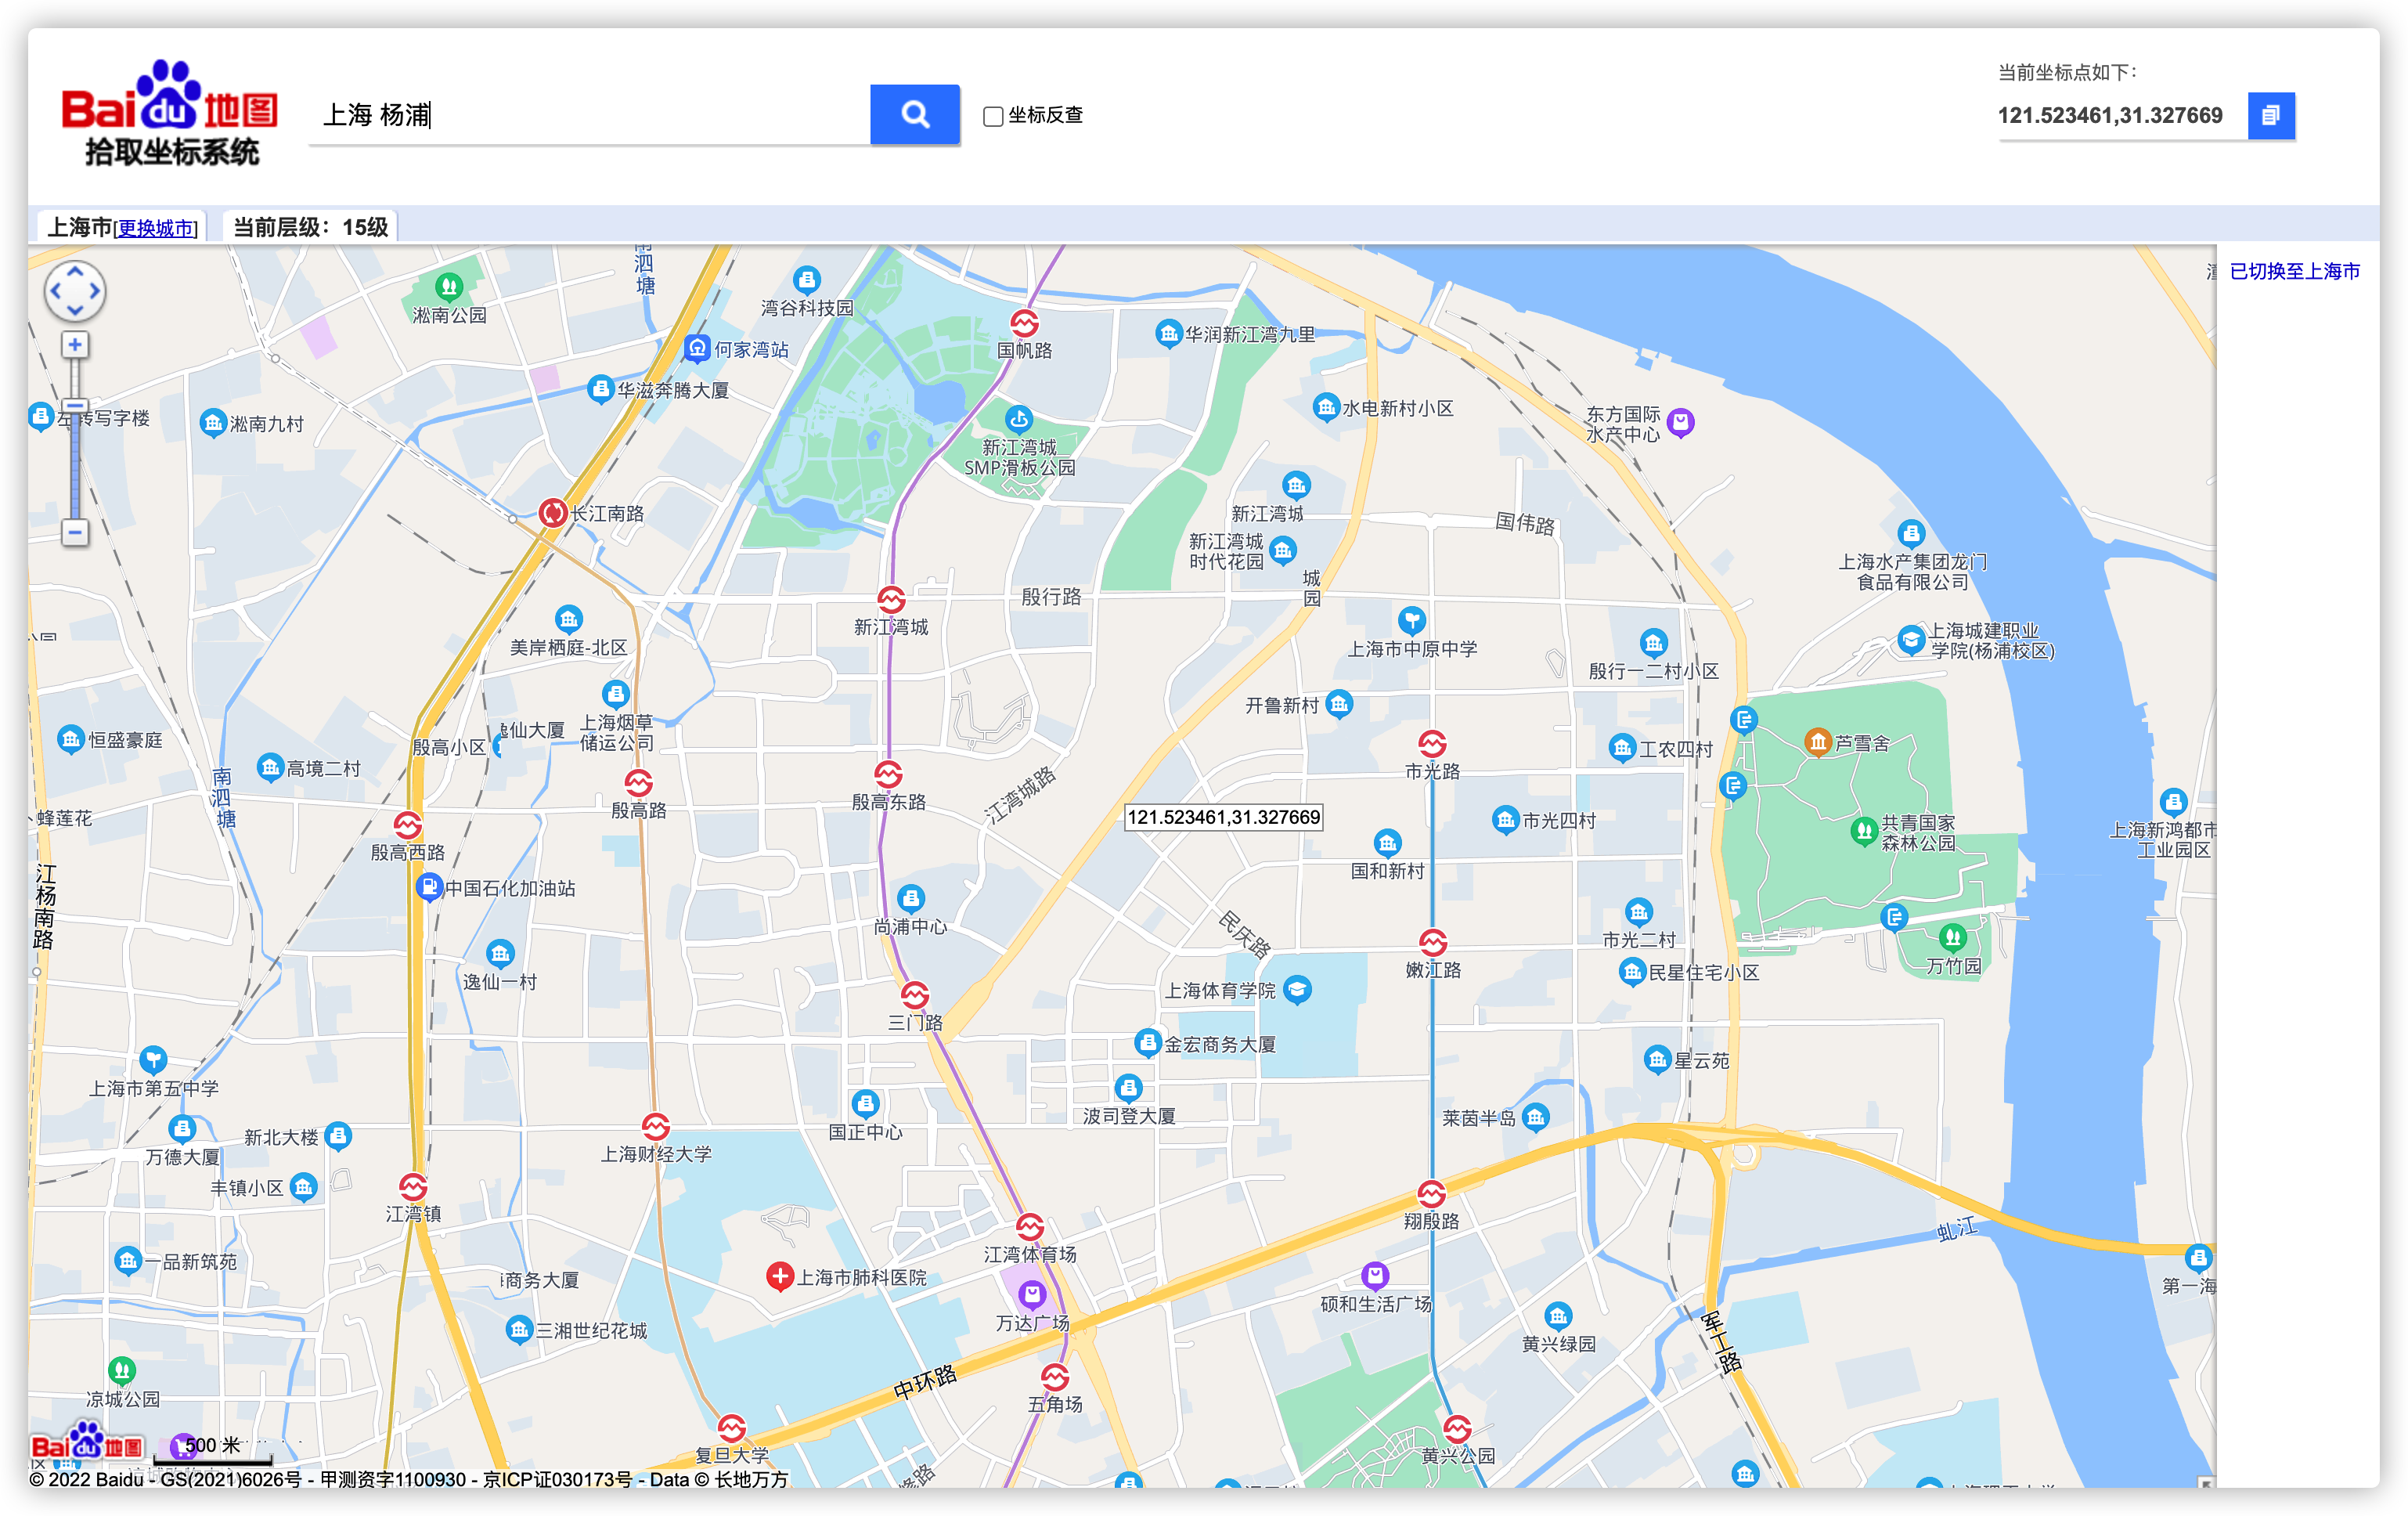 Bai du 地图
拾取坐标系统
上海 杨浦
坐标反查
当前坐标点如下:
121.523461,31.327669
上海市[更换城市]
当前层级：15级
已切换至上海市
南泗塘
淞南公园
湾谷科技园
国帆路
华润新江湾九里
何家湾站
华滋奔腾大厦
左转写字楼
淞南九村
水电新村小区
东方国际
水产中心
新江湾城
SMP滑板公园
长江南路
新江湾城
国伟路
新江湾城
时代花园
上海水产集团龙门
食品有限公司
城园
殷行路
新江湾城
美岸栖庭-北区
上海市中原中学
殷行一二村小区
上海城建职业
学院(杨浦校区)
公园
开鲁新村
上海烟草
储运公司
逸仙大厦
殷高小区
恒盛豪庭
高境二村
南泗塘
市光路
工农四村
芦雪舍
殷高路
殷高东路
江湾城路
121.523461,31.327669
市光四村
共青国家
森林公园
上海新鸿都市
工业园区
蜂莲花
殷高西路
国和新村
江杨南路
中国石化加油站
尚浦中心
民庆路
市光二村
万竹园
逸仙一村
嫩江路
民星住宅小区
上海体育学院
三门路
金宏商务大厦
星云苑
上海市第五中学
波司登大厦
国正中心
莱茵半岛
新北大楼
万德大厦
上海财经大学
丰镇小区
江湾镇
翔殷路
虬江
一品新筑苑
江湾体育场
商务大厦
上海市肺科医院
第一海
硕和生活广场
万达广场
三湘世纪花城
黄兴绿园
军工路
中环路
凉城公园
五角场
复旦大学
黄兴公园
Bai du 地图
500 米
© 2022 Baidu - GS(2021)6026号 - 甲测资字1100930 - 京ICP证030173号 - Data © 长地万方